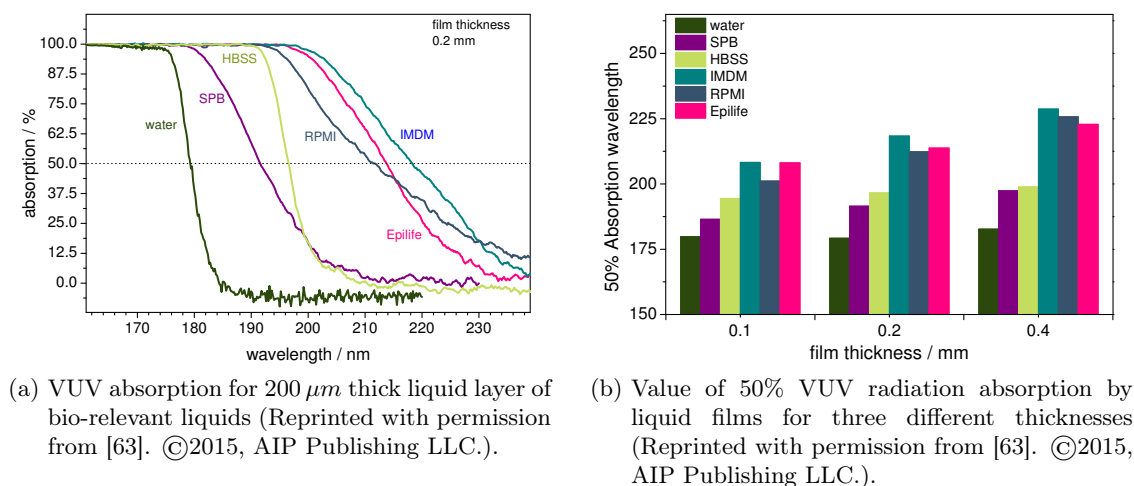 film thickness
0.2 mm
100.0
87.5
75.0
62.5
50.0
37.5
25.0
12.5
0.0
absorption / %
HBSS
SPB
water
RPMI
IMDM
Epilife
170 180 190 200 210 220 230
wavelength / nm
(a) VUV absorption for 200 μm thick liquid layer of
bio-relevant liquids (Reprinted with permission
from [63]. ©2015, AIP Publishing LLC.).
water
SPB
HBSS
IMDM
RPMI
Epilife
250
225
200
175
150
50% Absorption wavelength
0.1 0.2 0.4
film thickness / mm
(b) Value of 50% VUV radiation absorption by
liquid films for three different thicknesses
(Reprinted with permission from [63]. ©2015,
AIP Publishing LLC.).